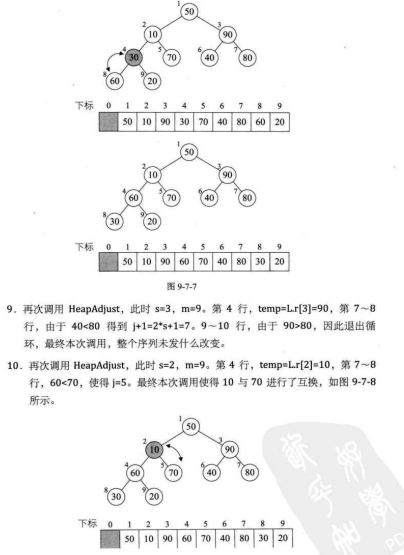 1 50
2 10 3 90
4 30 5 70 6 40 7 80
8 60 9 20
下标 0 1 2 3 4 5 6 7 8 9
50 10 90 30 70 40 80 60 20
1 50
2 10 3 90
4 60 5 70 6 40 7 80
8 30 9 20
下标 0 1 2 3 4 5 6 7 8 9
50 10 90 60 70 40 80 30 20
图 9-7-7
9．再次调用 HeapAdjust，此时 s=3，m=9。第 4 行，temp=L.r[3]=90，第 7～8
行，由于 40<80 得到 j+1=2*s+1=7。9～10 行，由于 90>80，因此退出循
环，最终本次调用，整个序列未发什么改变。
10．再次调用 HeapAdjust，此时 s=2，m=9。第 4 行，temp=L.r[2]=10，第 7～8
行，60<70，使得 j=5。最终本次调用使得 10 与 70 进行了互换，如图 9-7-8
所示。
1 50
2 10 3 90
4 60 5 70 6 40 7 80
8 30 9 20
下标 0 1 2 3 4 5 6 7 8 9
50 10 90 60 70 40 80 30 20